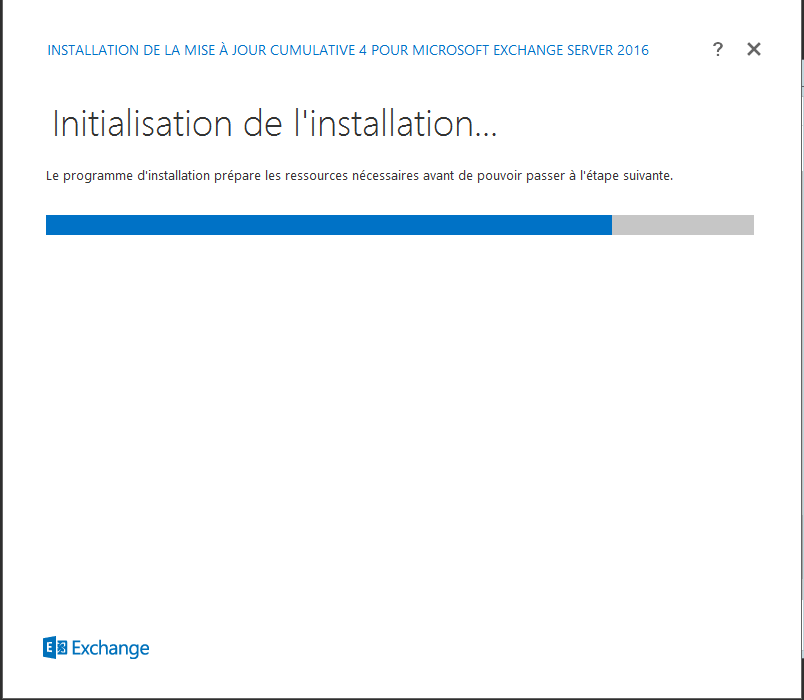 INSTALLATION DE LA MISE À JOUR CUMULATIVE 4 POUR MICROSOFT EXCHANGE SERVER 2016 ?
Initialisation de l'installation...
Le programme d'installation prépare les ressources nécessaires avant de pouvoir passer à l'étape suivante.
E Exchange